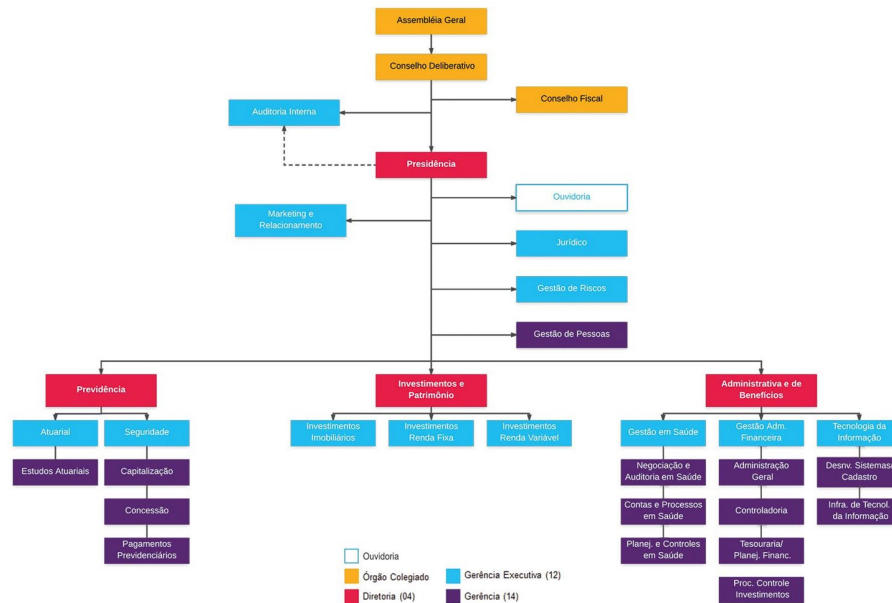 Assembléia Geral
Conselho Deliberativo
Conselho Fiscal
Auditoria Interna
Presidência
Ouvidoria
Marketing e
Relacionamento
Jurídico
Gestão de Riscos
Gestão de Pessoas
Previdência
Investimentos e
Patrimônio
Administrativa e de
Benefícios
Atuarial
Seguridade
Investimentos
Imobiliários
Investimentos
Renda Fixa
Investimentos
Renda Variável
Gestão em Saúde
Gestão Adm.
Financeira
Tecnologia da
Informação
Estudos Atuariais
Capitalização
Negociação e
Auditoria em Saúde
Administração
Geral
Desnv. Sistemas/
Cadastro
Concessão
Contas e Processos
em Saúde
Controladoria
Infra. de Tecnol.
da Informação
Pagamentos
Previdenciários
Planej. e Controles
em Saúde
Tesouraria/
Planej. Financ.
Proc. Controle
Investimentos
Ouvidoria
Órgão Colegiado
Gerência Executiva (12)
Diretoria (04)
Gerência (14)